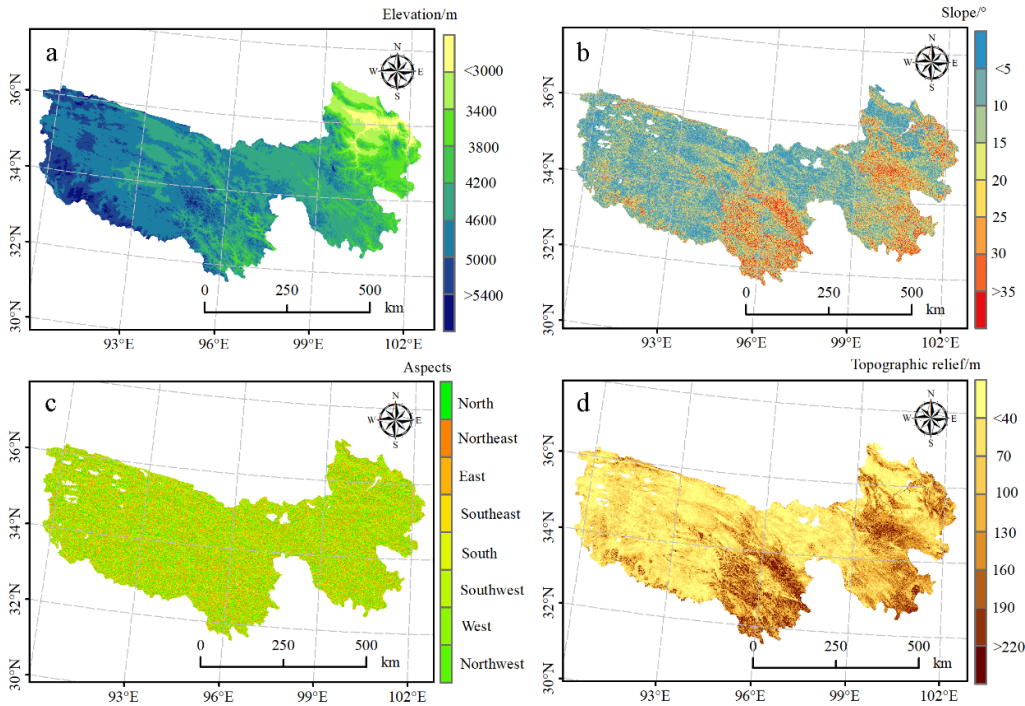 Elevation/m
a
N
W
E
S
<3000
3400
3800
4200
4600
5000
>5400
36°N
34°N
32°N
30°N
0
250
500
km
93°E
96°E
99°E
102°E
Slope/°
b
N
W
E
S
<5
10
15
20
25
30
>35
36°N
34°N
32°N
30°N
0
250
500
km
93°E
96°E
99°E
102°E
Aspects
c
N
W
E
S
North
Northeast
East
Southeast
South
Southwest
West
Northwest
36°N
34°N
32°N
30°N
0
250
500
km
93°E
96°E
99°E
102°E
Topographic relief/m
d
N
W
E
S
<40
70
100
130
160
190
>220
36°N
34°N
32°N
30°N
0
250
500
km
93°E
96°E
99°E
102°E